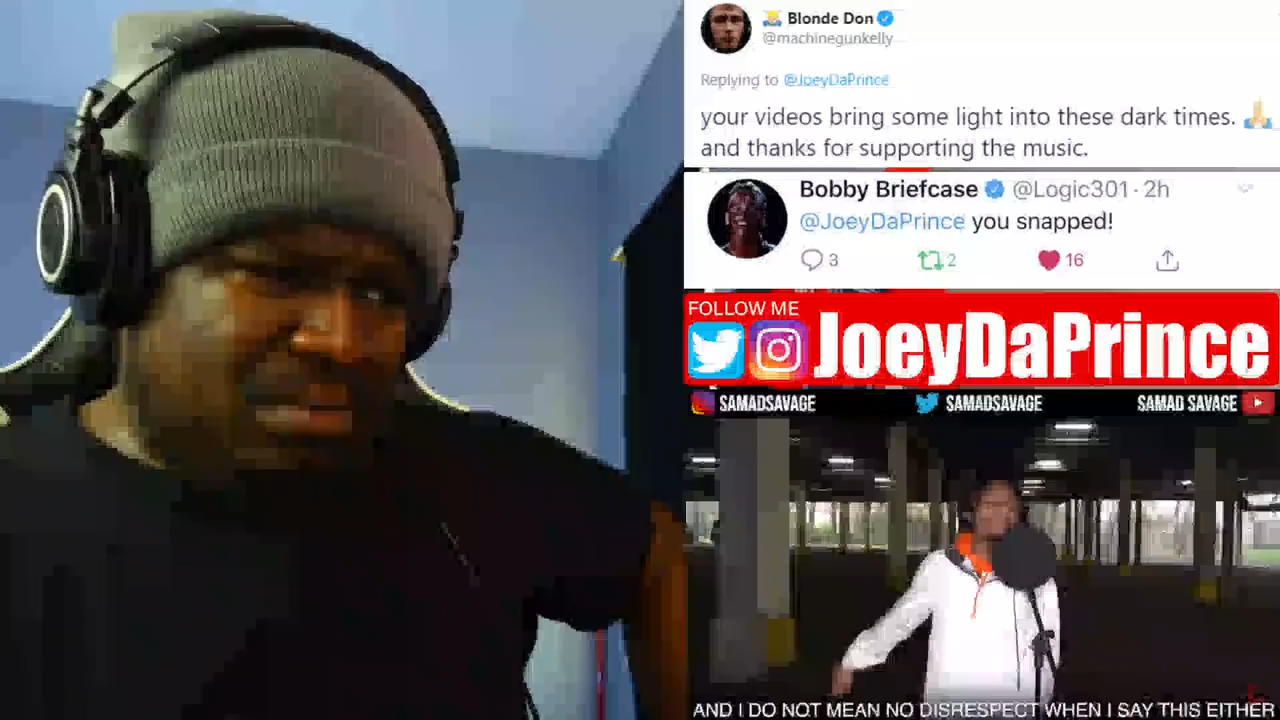 Blonde Don
@machinegunkelly
Replying to @JoeyDaPrince
your videos bring some light into these dark times. 🙏🏼
and thanks for supporting the music.
Bobby Briefcase @Logic301 · 2h
@JoeyDaPrince you snapped!
3 2 16
FOLLOW ME
JoeyDaPrince
SAMADSAVAGE SAMADSAVAGE SAMAD SAVAGE
AND I DO NOT MEAN NO DISRESPECT WHEN I SAY THIS EITHER